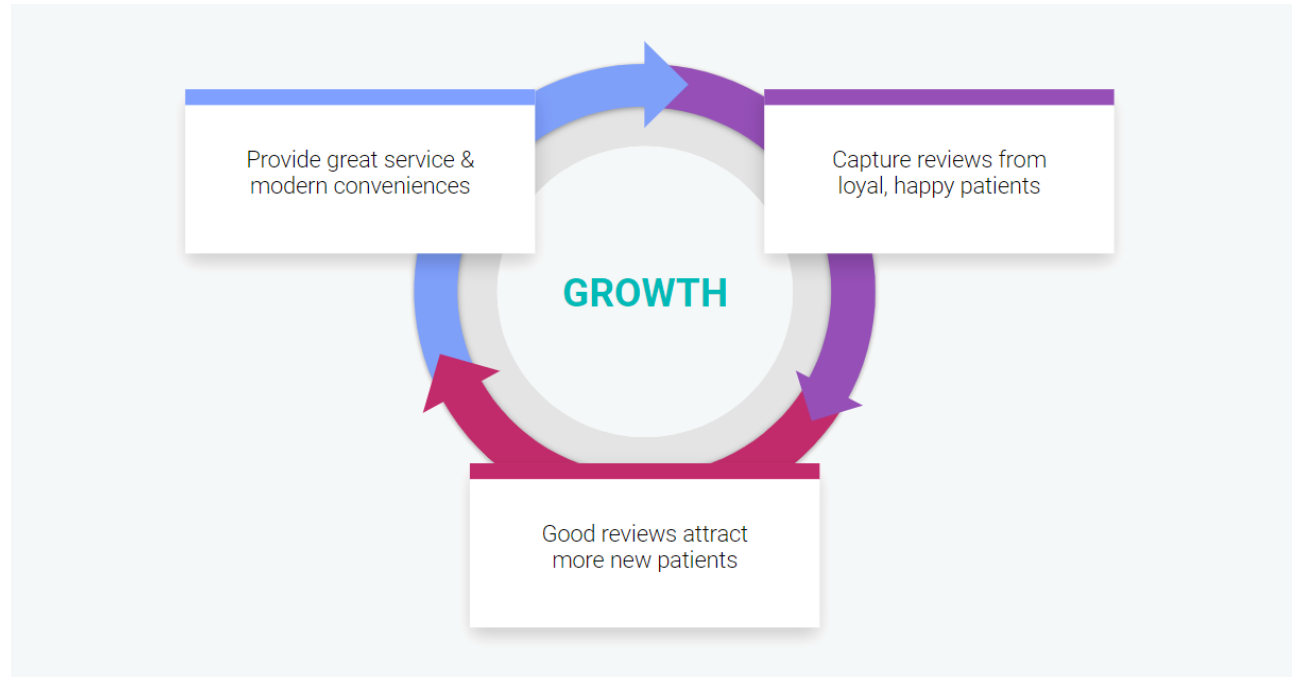 Provide great service &
modern conveniences
Capture reviews from
loyal, happy patients
GROWTH
Good reviews attract
more new patients